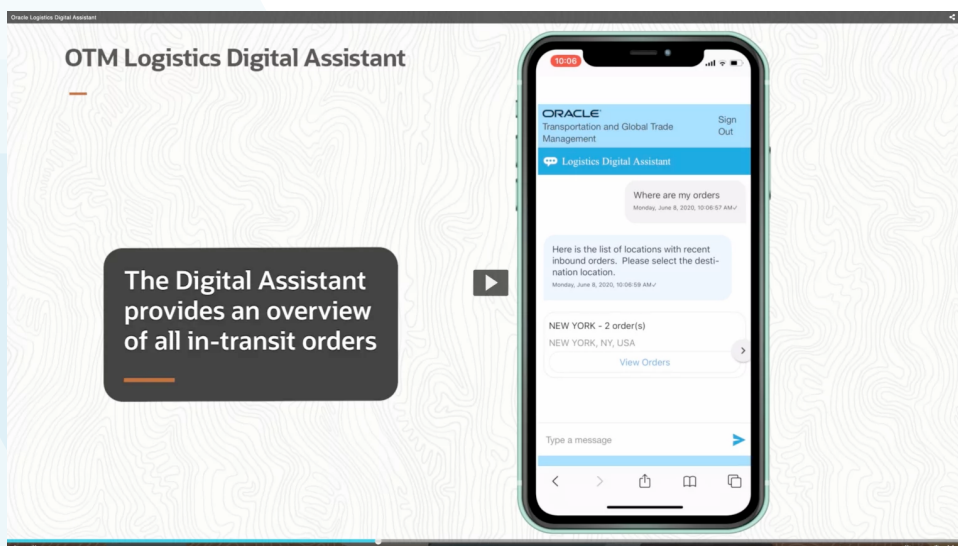 Oracle Logistics Digital Assistant
OTM Logistics Digital Assistant
The Digital Assistant
provides an overview
of all in-transit orders
10:06
ORACLE
Transportation and Global Trade
Management
Sign
Out
Logistics Digital Assistant
Where are my orders
Monday, June 8, 2020, 10:06:57 AM✓
Here is the list of locations with recent
inbound orders. Please select the desti-
nation location.
Monday, June 8, 2020, 10:06:59 AM✓
NEW YORK - 2 order(s)
NEW YORK, NY, USA
View Orders
Type a message